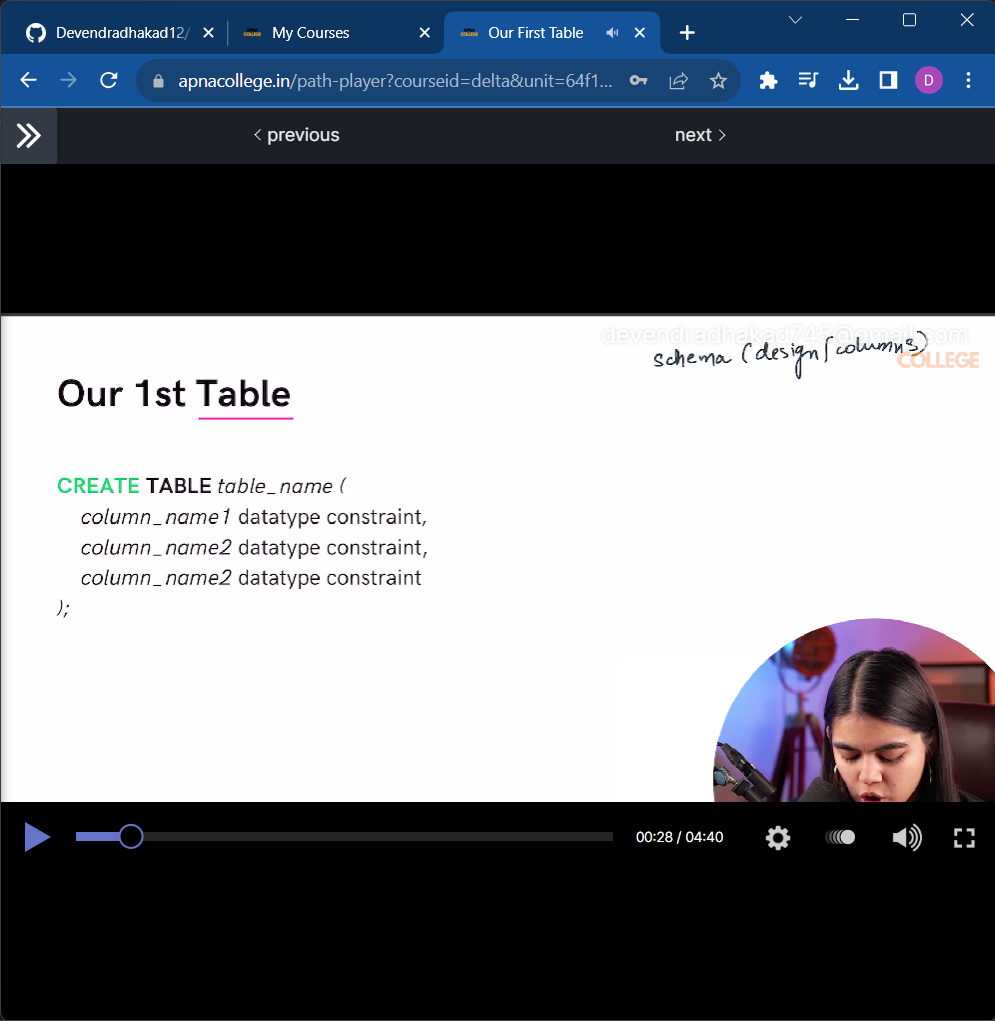 Devendradhakad12/
My Courses
Our First Table
apnacollege.in/path-player?courseid=delta&unit=64f1...
D
< previous
next >
devendradhakad745@gmail.com
schema (design/columns)
COLLEGE
Our 1st Table
CREATE TABLE table_name (
column_name1 datatype constraint,
column_name2 datatype constraint,
column_name2 datatype constraint
);
00:28 / 04:40